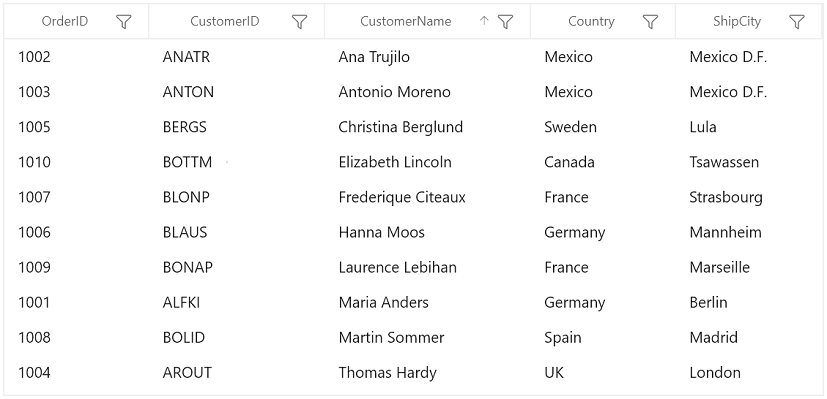 OrderID CustomerID CustomerName Country ShipCity
1002 ANATR Ana Trujilo Mexico Mexico D.F.
1003 ANTON Antonio Moreno Mexico Mexico D.F.
1005 BERGS Christina Berglund Sweden Lula
1010 BOTTM Elizabeth Lincoln Canada Tsawassen
1007 BLONP Frederique Citeaux France Strasbourg
1006 BLAUS Hanna Moos Germany Mannheim
1009 BONAP Laurence Lebihan France Marseille
1001 ALFKI Maria Anders Germany Berlin
1008 BOLID Martin Sommer Spain Madrid
1004 AROUT Thomas Hardy UK London